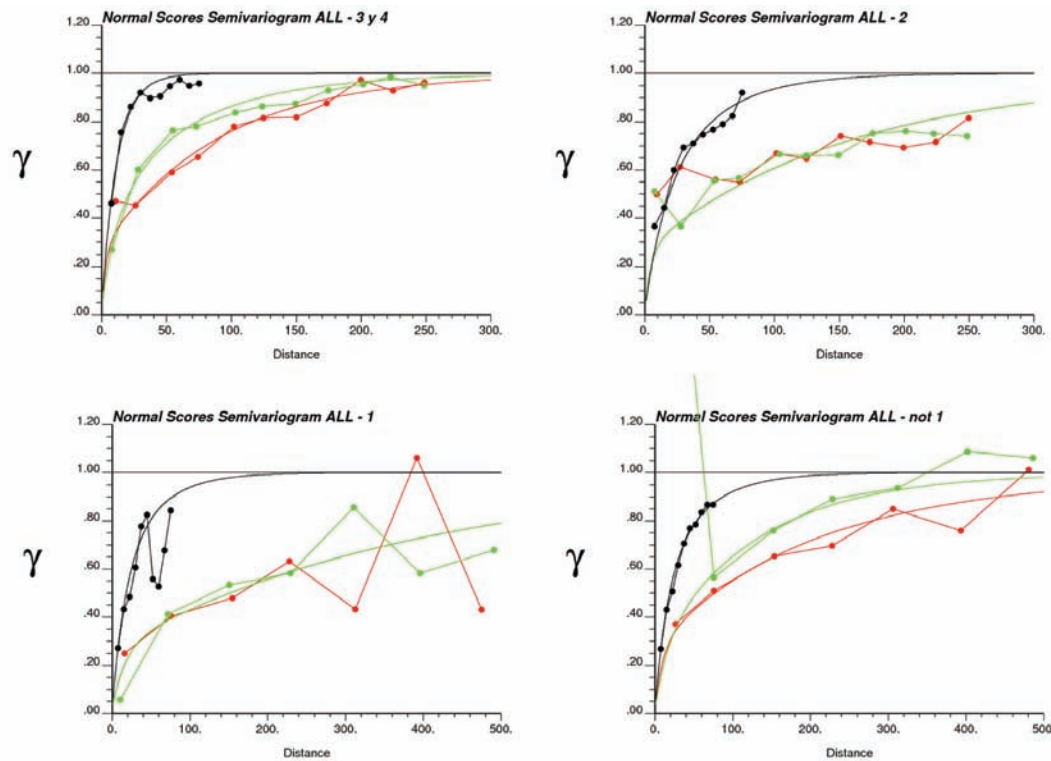 Normal Scores Semivariogram ALL - 3 y 4
1.20
1.00
.80
.60
.40
.20
.00
γ
0. 50. 100. 150. 200. 250. 300.
Distance
Normal Scores Semivariogram ALL - 2
1.20
1.00
.80
.60
.40
.20
.00
γ
0. 50. 100. 150. 200. 250. 300.
Distance
Normal Scores Semivariogram ALL - 1
1.20
1.00
.80
.60
.40
.20
.00
γ
0. 100. 200. 300. 400. 500.
Distance
Normal Scores Semivariogram ALL - not 1
1.20
1.00
.80
.60
.40
.20
.00
γ
0. 100. 200. 300. 400. 500.
Distance